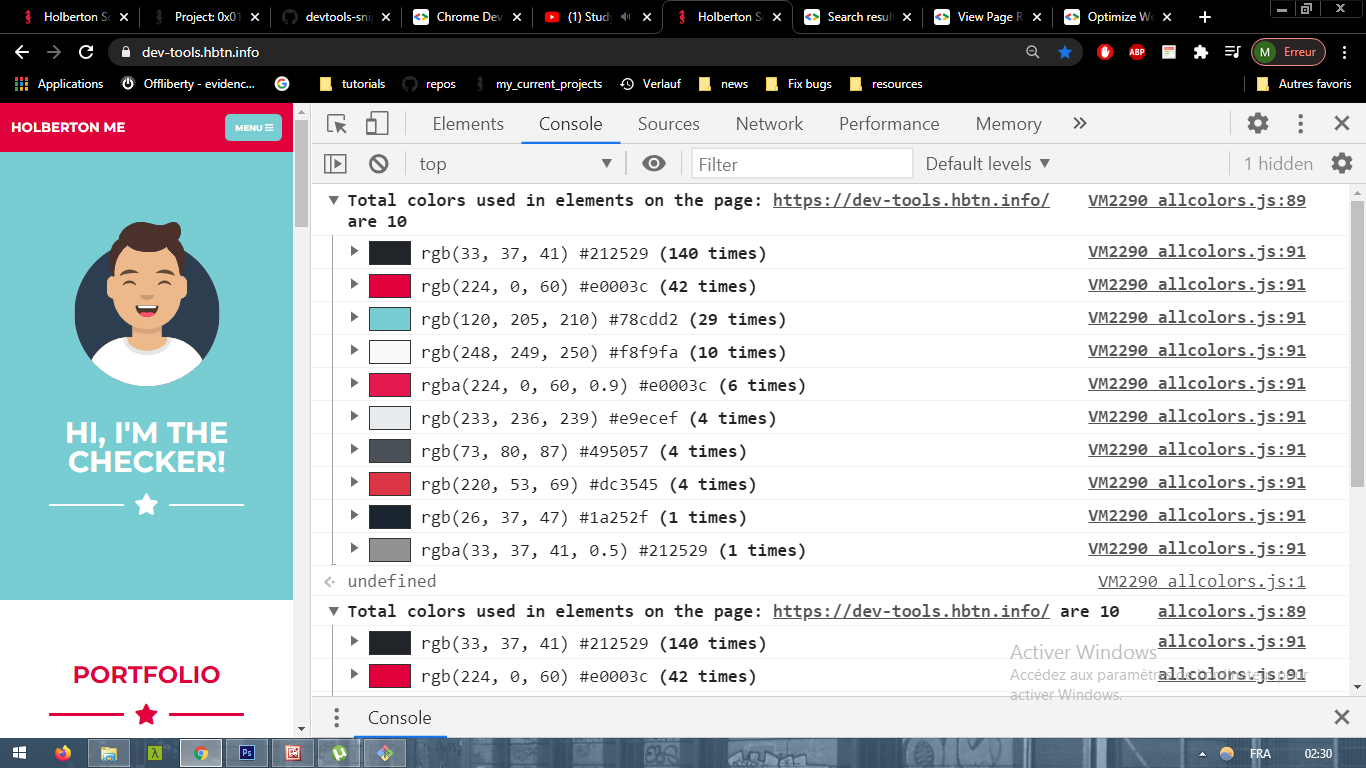 Holberton Sc
Project: 0x01
devtools-snip
Chrome Dev
(1) Study
Holberton Sc
Search result
View Page R
Optimize We
dev-tools.hbtn.info
M Erreur
Applications
Offliberty - evidenc...
tutorials
repos
my_current_projects
Verlauf
news
Fix bugs
resources
Autres favoris
HOLBERTON ME
MENU
HI, I'M THE
CHECKER!
PORTFOLIO
Elements Console Sources Network Performance Memory
top Filter Default levels ▼ 1 hidden
Total colors used in elements on the page: https://dev-tools.hbtn.info/ VM2290 allcolors.js:89
are 10
rgb(33, 37, 41) #212529 (140 times) VM2290 allcolors.js:91
rgb(224, 0, 60) #e0003c (42 times) VM2290 allcolors.js:91
rgb(120, 205, 210) #78cdd2 (29 times) VM2290 allcolors.js:91
rgb(248, 249, 250) #f8f9fa (10 times) VM2290 allcolors.js:91
rgba(224, 0, 60, 0.9) #e0003c (6 times) VM2290 allcolors.js:91
rgb(233, 236, 239) #e9ecef (4 times) VM2290 allcolors.js:91
rgb(73, 80, 87) #495057 (4 times) VM2290 allcolors.js:91
rgb(220, 53, 69) #dc3545 (4 times) VM2290 allcolors.js:91
rgb(26, 37, 47) #1a252f (1 times) VM2290 allcolors.js:91
rgba(33, 37, 41, 0.5) #212529 (1 times) VM2290 allcolors.js:91
undefined VM2290 allcolors.js:1
Total colors used in elements on the page: https://dev-tools.hbtn.info/ are 10 allcolors.js:89
rgb(33, 37, 41) #212529 (140 times) allcolors.js:91
rgb(224, 0, 60) #e0003c (42 times) allcolors.js:91
Activer Windows
Accédez aux paramètres de l'ordinateur pour
activer Windows.
Console
Ps
FRA
02:30